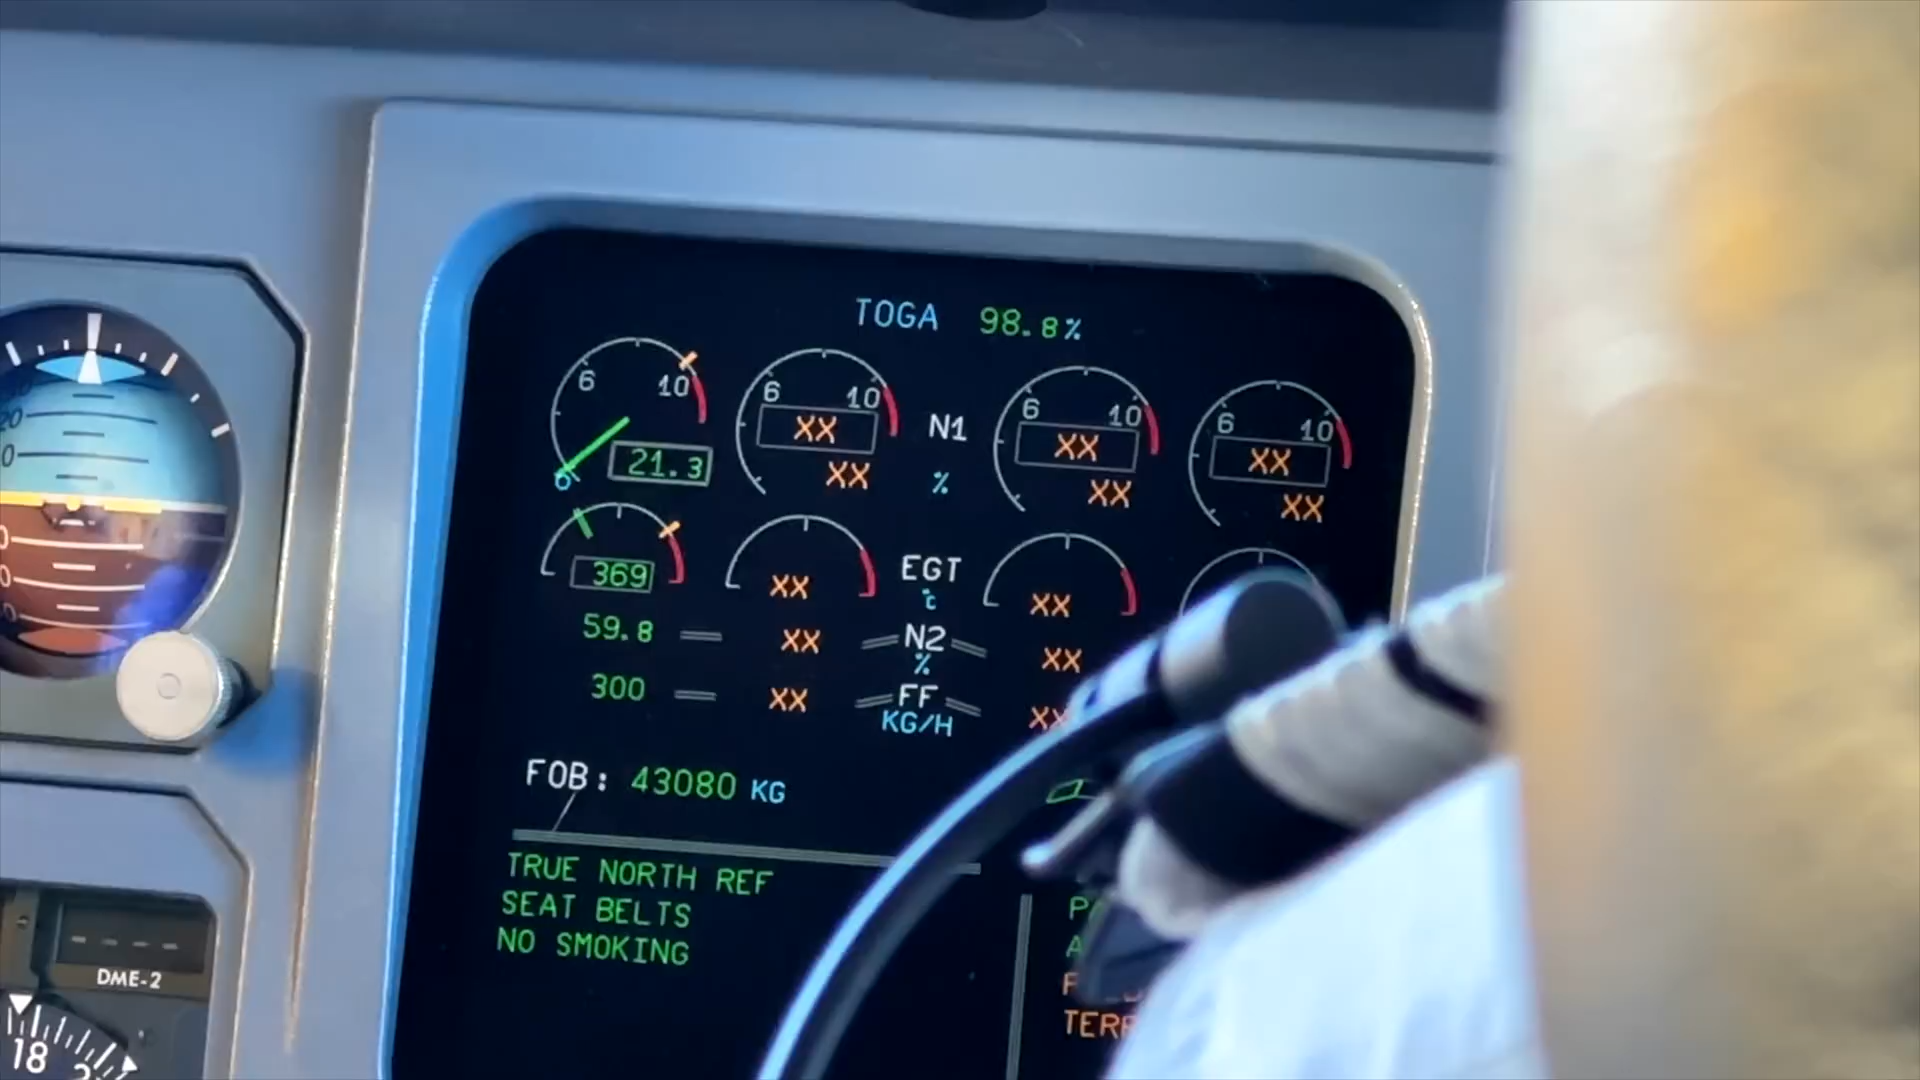 TOGA 98.8%
6 10 6 10 N1 6 10 6 10
21.3 XX XX XX
XX % XX XX
369 XX EGT XX
°C
59.8 XX N2 XX
%
300 XX FF XX
KG/H
FOB: 43080 KG
TRUE NORTH REF
SEAT BELTS
NO SMOKING
20
DME-2
18